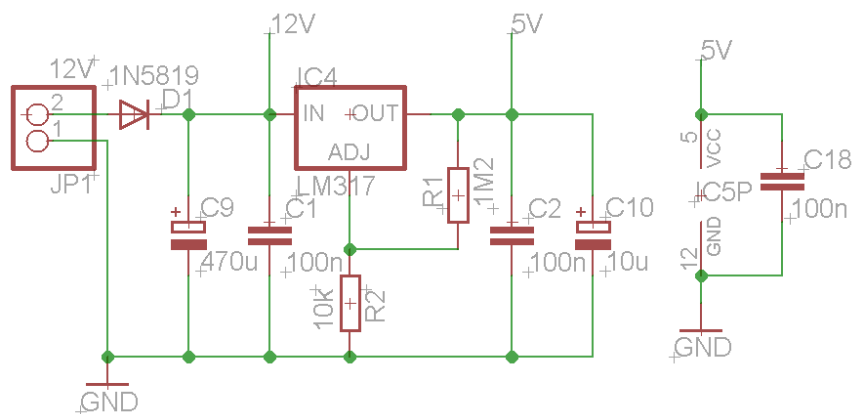 12V
5V
5V
12V
1N5819
D1
IC4
2
1
IN
OUT
ADJ
JP1
LM317
R1
1M2
C9
470u
C1
100n
C2
100n
C10
10u
10k
R2
GND
5
VCC
IC5P
GND
12
C18
100n
GND